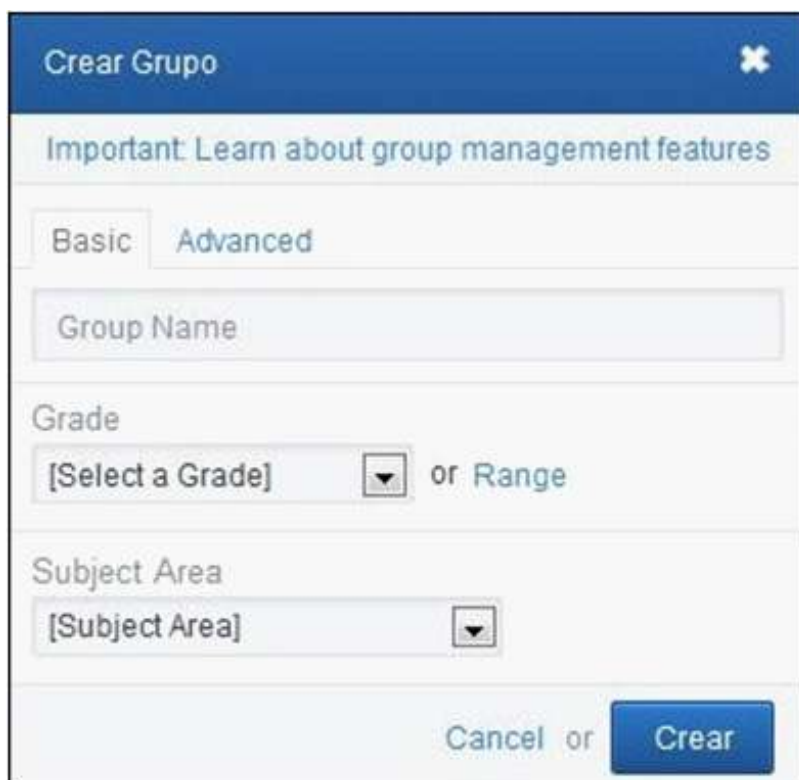 Crear Grupo
Important: Learn about group management features
Basic Advanced
Group Name
Grade
[Select a Grade] or Range
Subject Area
[Subject Area]
Cancel or Crear